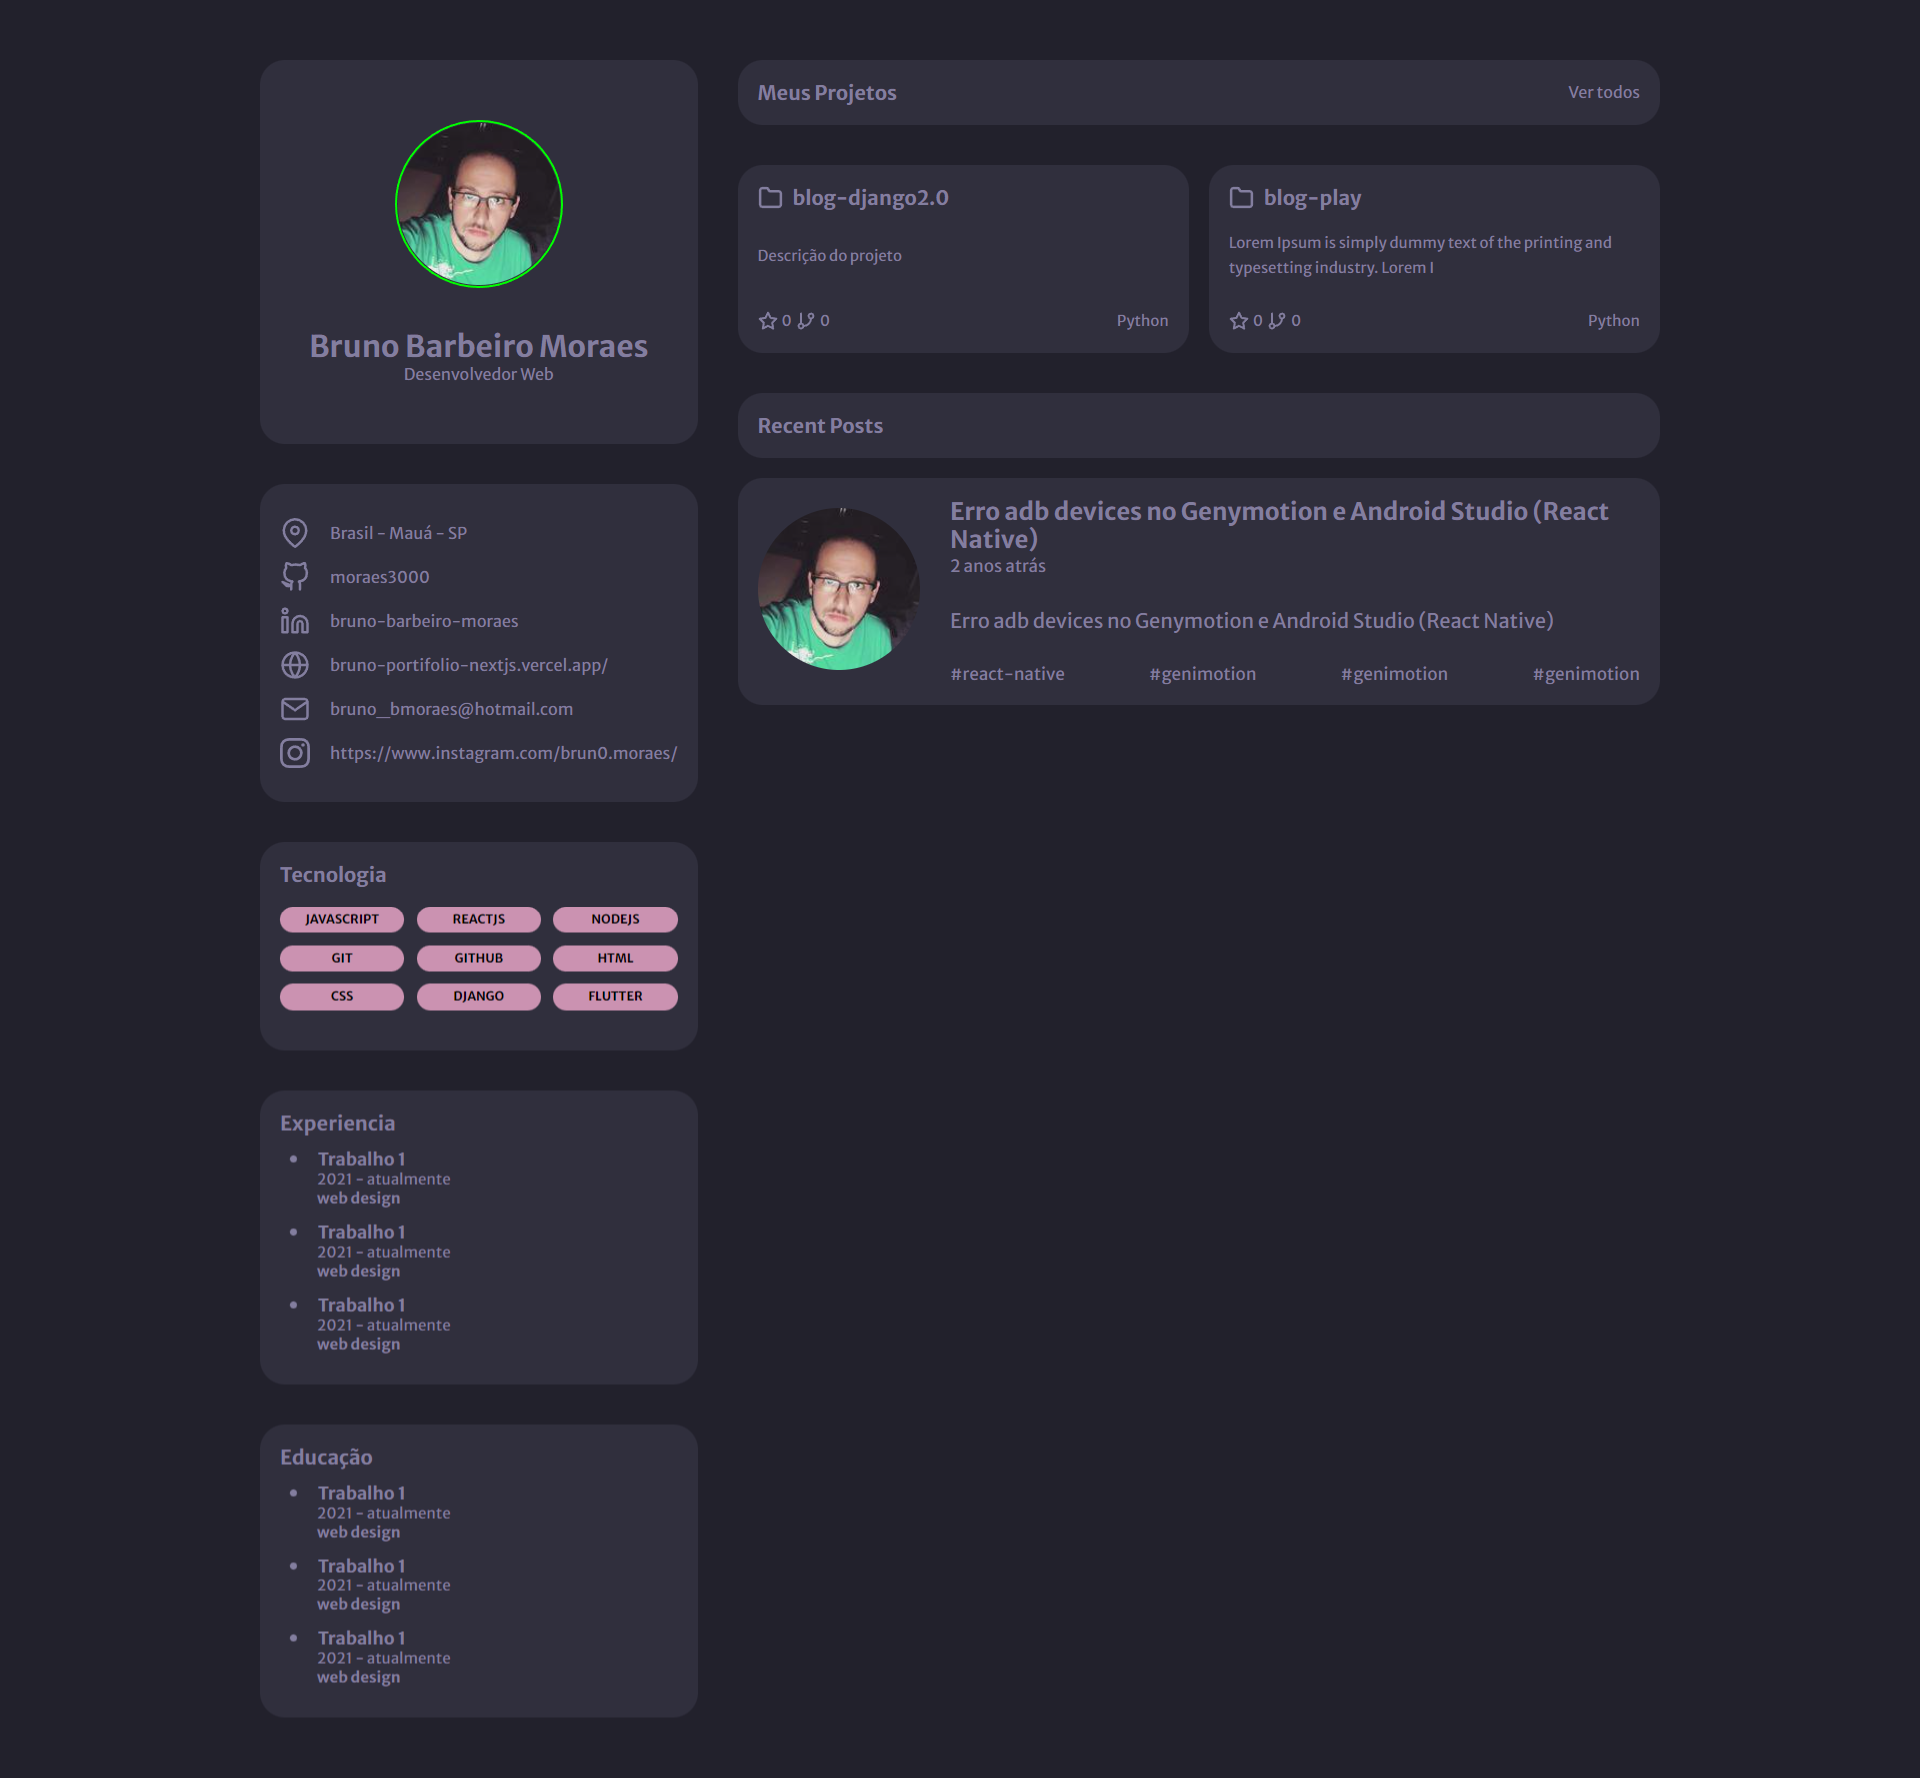 Bruno Barbeiro Moraes
Desenvolvedor Web
Brasil - Mauá - SP
moraes3000
bruno-barbeiro-moraes
bruno-portifolio-nextjs.vercel.app/
bruno_bmoraes@hotmail.com
https://www.instagram.com/brun0.moraes/
Tecnologia
JAVASCRIPT REACTJS NODEJS
GIT GITHUB HTML
CSS DJANGO FLUTTER
Experiencia
Trabalho 1
2021 - atualmente
web design
Trabalho 1
2021 - atualmente
web design
Trabalho 1
2021 - atualmente
web design
Educação
Trabalho 1
2021 - atualmente
web design
Trabalho 1
2021 - atualmente
web design
Trabalho 1
2021 - atualmente
web design
Meus Projetos Ver todos
blog-django2.0
Descrição do projeto
0 0 Python
blog-play
Lorem Ipsum is simply dummy text of the printing and
typesetting industry. Lorem I
0 0 Python
Recent Posts
Erro adb devices no Genymotion e Android Studio (React
Native)
2 anos atrás
Erro adb devices no Genymotion e Android Studio (React Native)
#react-native #genimotion #genimotion #genimotion